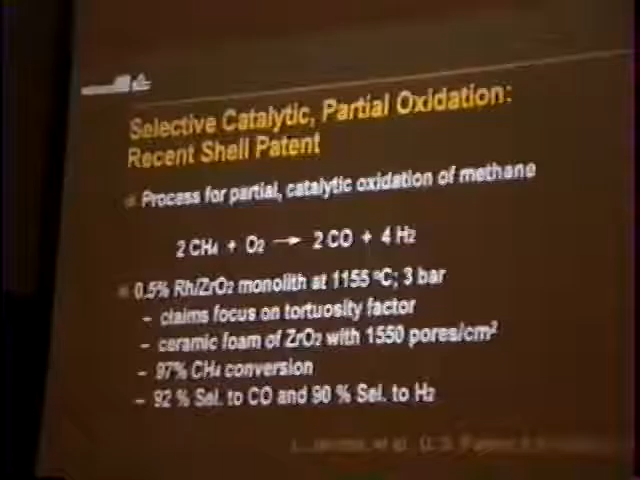 Selective Catalytic, Partial Oxidation:
Recent Shell Patent
Process for partial, catalytic oxidation of methane
2 CH4 + O2 → 2 CO + 4 H2
0.5% Rh/ZrO2 monolith at 1155 ºC; 3 bar
- claims focus on tortuosity factor
- ceramic foam of ZrO2 with 1550 pores/cm2
- 97% CH4 conversion
- 92 % Sel. to CO and 90 % Sel. to H2